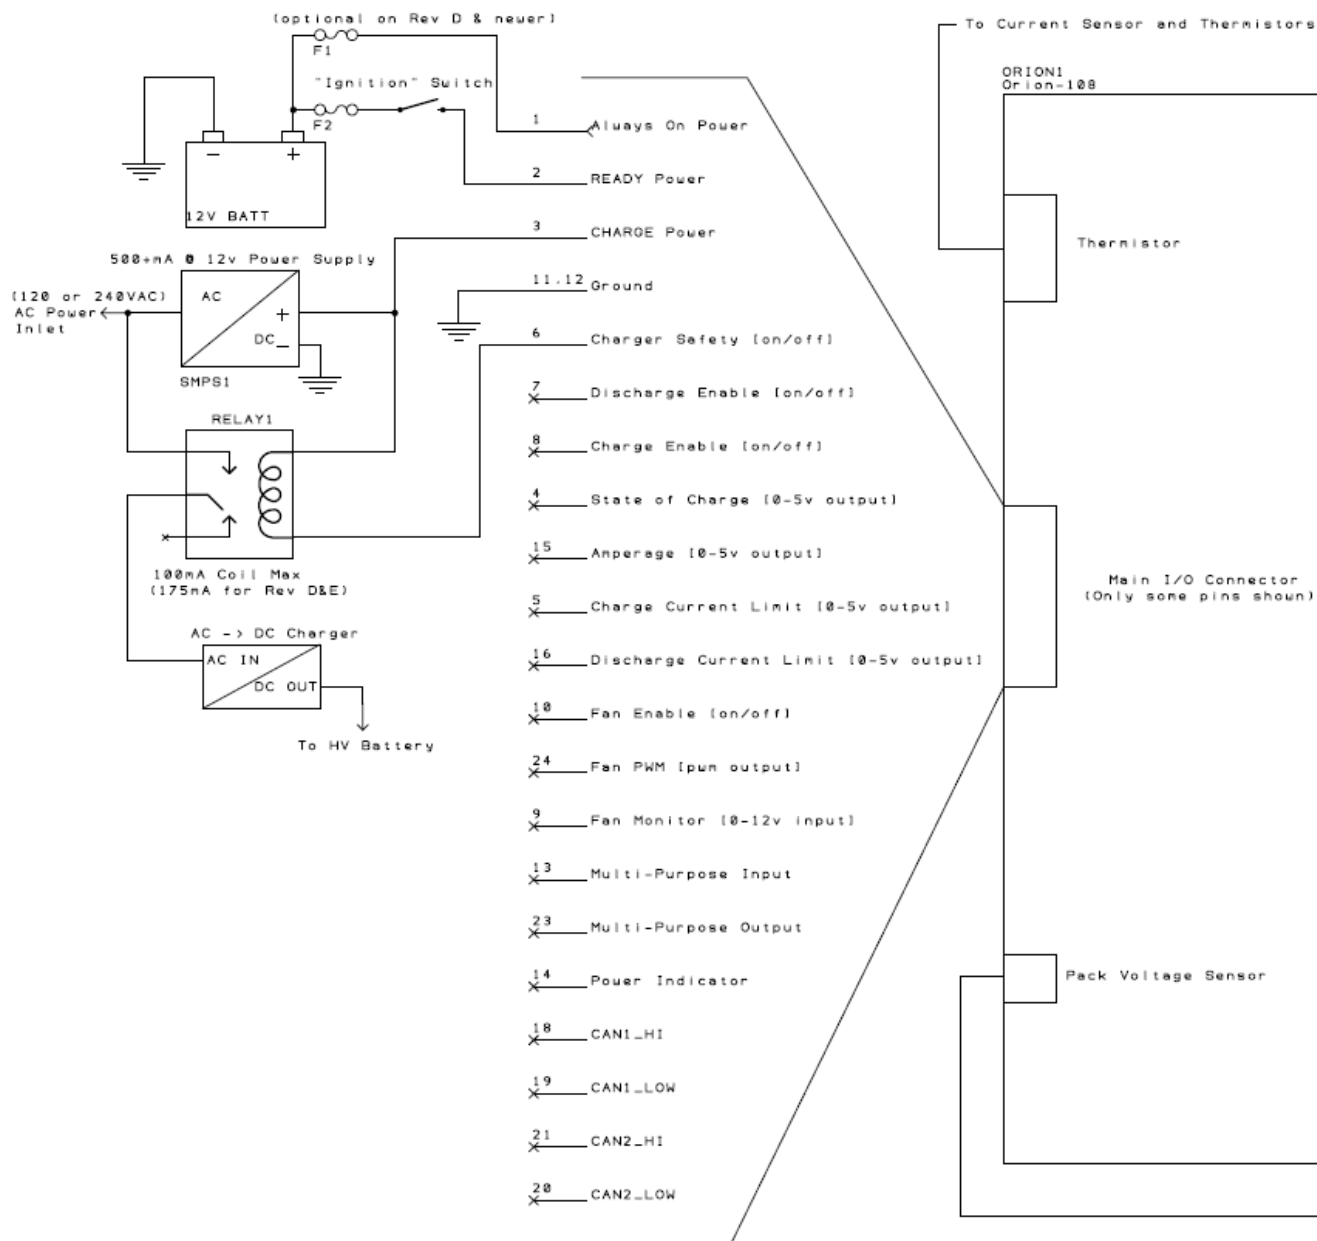 (optional on Rev D & newer)
F1
"Ignition" Switch
F2
- +
12V BATT
500+mA @ 12v Power Supply
(120 or 240VAC)
AC Power
Inlet
AC
+
DC -
SMPS1
RELAY1
100mA Coil Max
(175mA for Rev D&E)
AC -> DC Charger
AC IN
DC OUT
To HV Battery
1 Always On Power
2 READY Power
3 CHARGE Power
11,12 Ground
6 Charger Safety [on/off]
7 Discharge Enable [on/off]
8 Charge Enable [on/off]
4 State of Charge [0-5v output]
15 Amperage [0-5v output]
5 Charge Current Limit [0-5v output]
16 Discharge Current Limit [0-5v output]
10 Fan Enable [on/off]
24 Fan PWM [pwm output]
9 Fan Monitor [0-12v input]
13 Multi-Purpose Input
23 Multi-Purpose Output
14 Power Indicator
18 CAN1_HI
19 CAN1_LOW
21 CAN2_HI
20 CAN2_LOW
To Current Sensor and Thermistors
ORION1
Orion-108
Thermistor
Main I/O Connector
(Only some pins shown)
Pack Voltage Sensor